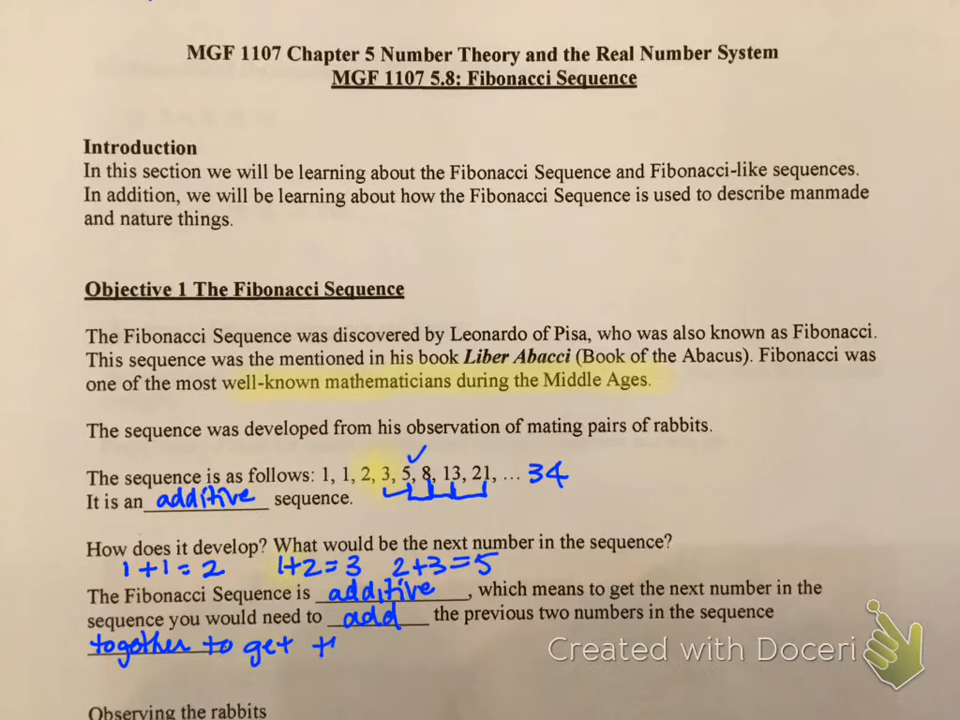 MGF 1107 Chapter 5 Number Theory and the Real Number System
MGF 1107 5.8: Fibonacci Sequence
Introduction
In this section we will be learning about the Fibonacci Sequence and Fibonacci-like sequences.
In addition, we will be learning about how the Fibonacci Sequence is used to describe manmade
and nature things.
Objective 1 The Fibonacci Sequence
The Fibonacci Sequence was discovered by Leonardo of Pisa, who was also known as Fibonacci.
This sequence was the mentioned in his book Liber Abacci (Book of the Abacus). Fibonacci was
one of the most well-known mathematicians during the Middle Ages.
The sequence was developed from his observation of mating pairs of rabbits.
The sequence is as follows: 1, 1, 2, 3, 5, 8, 13, 21, ... 34
It is an additive sequence.
How does it develop? What would be the next number in the sequence?
1+1=2 1+2=3 2+3=5
The Fibonacci Sequence is additive, which means to get the next number in the
sequence you would need to add the previous two numbers in the sequence
together to get
Created with Doceri
Observing the rabbits